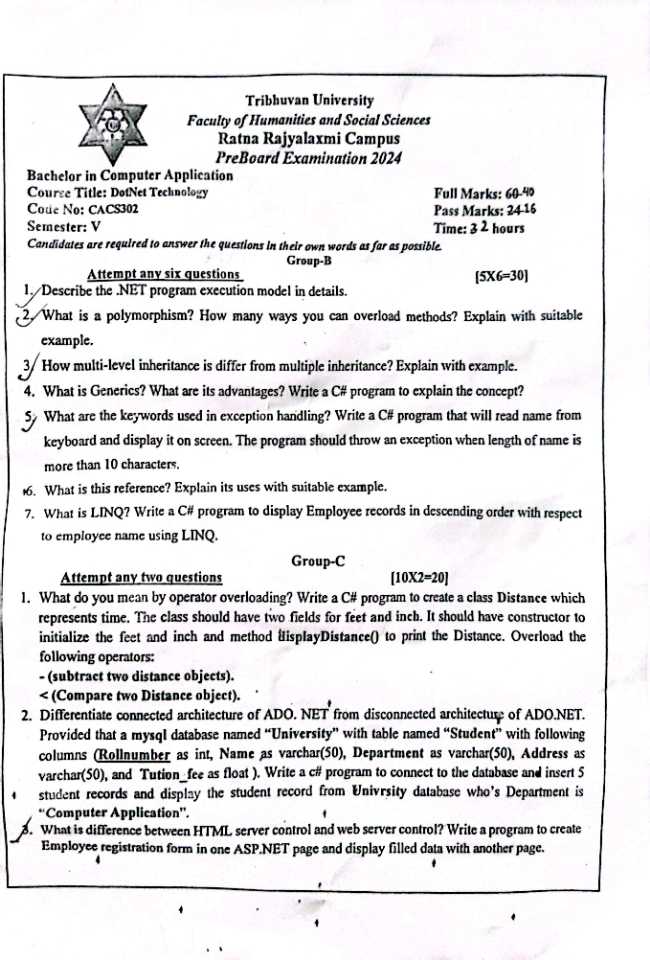 Tribhuvan University
Faculty of Humanities and Social Sciences
Ratna Rajyalaxmi Campus
PreBoard Examination 2024
Bachelor in Computer Application
Course Title: DotNet Technology
Full Marks: 60-40
Code No: CACS302
Pass Marks: 24-16
Semester: V
Time: 3 2 hours
Candidates are required to answer the questions in their own words as far as possible.
Group-B
Attempt any six questions [5X6=30]
1. Describe the .NET program execution model in details.
2. What is a polymorphism? How many ways you can overload methods? Explain with suitable
example.
3. How multi-level inheritance is differ from multiple inheritance? Explain with example.
4. What is Generics? What are its advantages? Write a C# program to explain the concept?
5. What are the keywords used in exception handling? Write a C# program that will read name from
keyboard and display it on screen. The program should throw an exception when length of name is
more than 10 characters.
6. What is this reference? Explain its uses with suitable example.
7. What is LINQ? Write a C# program to display Employee records in descending order with respect
to employee name using LINQ.
Group-C
Attempt any two questions [10X2=20]
1. What do you mean by operator overloading? Write a C# program to create a class Distance which
represents time. The class should have two fields for feet and inch. It should have constructor to
initialize the feet and inch and method displayDistance() to print the Distance. Overload the
following operators:
- (subtract two distance objects).
< (Compare two Distance object).
2. Differentiate connected architecture of ADO. NET from disconnected architecture of ADO.NET.
Provided that a mysql database named “University” with table named “Student” with following
columns (Rollnumber as int, Name as varchar(50), Department as varchar(50), Address as
varchar(50), and Tution_fee as float ). Write a c# program to connect to the database and insert 5
student records and display the student record from Univrsity database who’s Department is
“Computer Application”.
3. What is difference between HTML server control and web server control? Write a program to create
Employee registration form in one ASP.NET page and display filled data with another page.